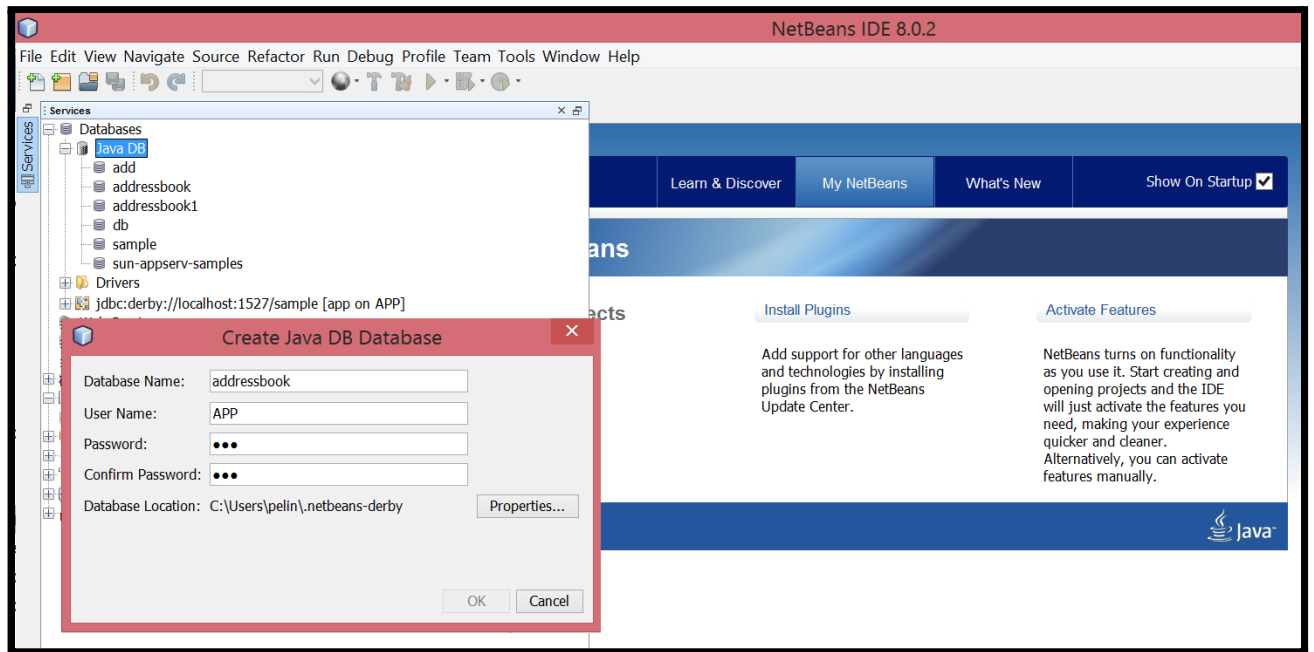 NetBeans IDE 8.0.2
File Edit View Navigate Source Refactor Run Debug Profile Team Tools Window Help
Services
Services
Databases
Java DB
add
addressbook
addressbook1
db
sample
sun-appserv-samples
Drivers
jdbc:derby://localhost:1527/sample [app on APP]
Learn & Discover
My NetBeans
What's New
Show On Startup
ans
ects
Install Plugins
Activate Features
Add support for other languages
and technologies by installing
plugins from the NetBeans
Update Center.
NetBeans turns on functionality
as you use it. Start creating and
opening projects and the IDE
will just activate the features you
need, making your experience
quicker and cleaner.
Alternatively, you can activate
features manually.
Java
Create Java DB Database
Database Name: addressbook
User Name: APP
Password: •••
Confirm Password: •••
Database Location: C:\Users\pelin\.netbeans-derby Properties...
OK Cancel